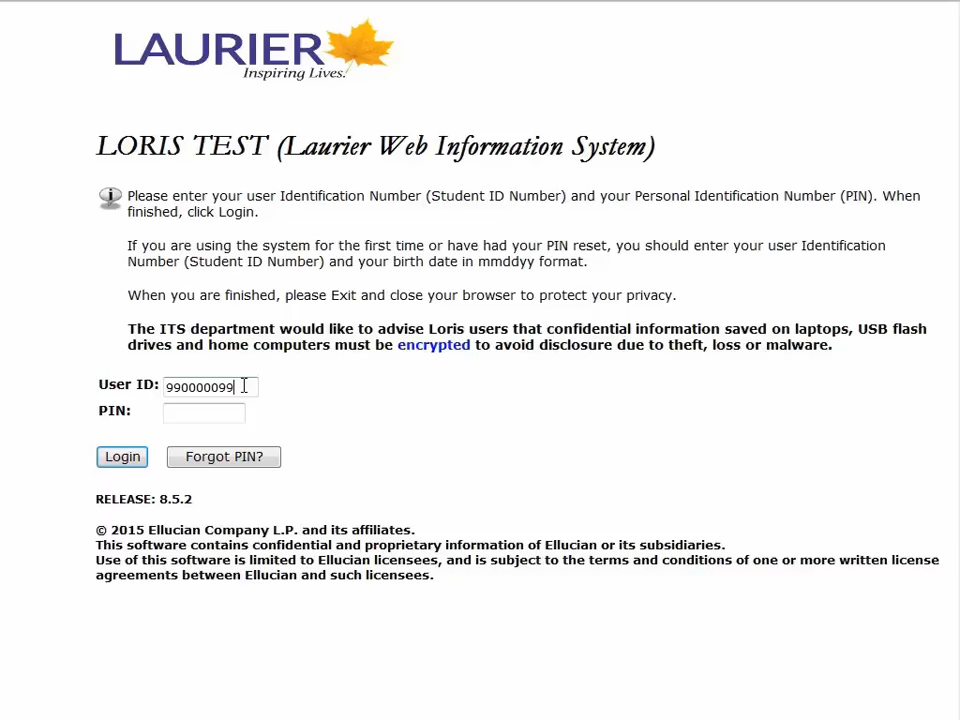 LAURIER
Inspiring Lives.
LORIS TEST (Laurier Web Information System)
Please enter your user Identification Number (Student ID Number) and your Personal Identification Number (PIN). When
finished, click Login.
If you are using the system for the first time or have had your PIN reset, you should enter your user Identification
Number (Student ID Number) and your birth date in mmddyy format.
When you are finished, please Exit and close your browser to protect your privacy.
The ITS department would like to advise Loris users that confidential information saved on laptops, USB flash
drives and home computers must be encrypted to avoid disclosure due to theft, loss or malware.
User ID: 990000099
PIN:
Login Forgot PIN?
RELEASE: 8.5.2
© 2015 Ellucian Company L.P. and its affiliates.
This software contains confidential and proprietary information of Ellucian or its subsidiaries.
Use of this software is limited to Ellucian licensees, and is subject to the terms and conditions of one or more written license
agreements between Ellucian and such licensees.